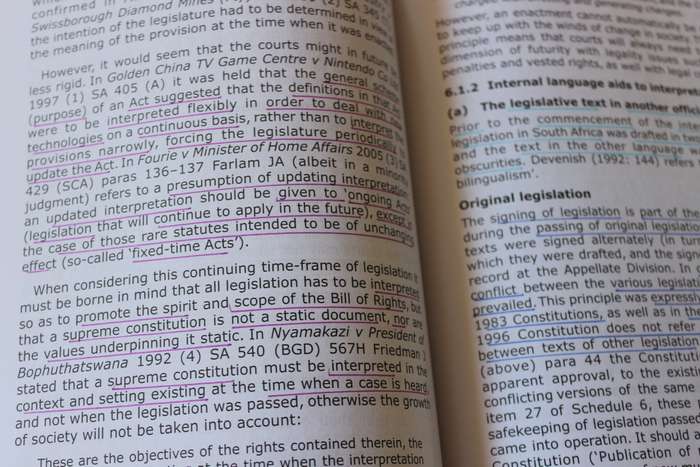 confirmed in
Swissborough Diamond Mines (2) SA 345
the intention of the legislature had to be determined in
the meaning of the provision at the time when it was enacted
However, it would seem that the courts might in future be
less rigid. In Golden China TV Game Centre v Nintendo Co
1997 (1) SA 405 (A) it was held that the general scheme
(purpose) of an Act suggested that the definitions in that
were to be interpreted flexibly in order to deal with
technologies on a continuous basis, rather than to interpret
provisions narrowly, forcing the legislature periodically
update the Act. In Fourie v Minister of Home Affairs 2005 (3) SA
429 (SCA) paras 136–137 Farlam JA (albeit in a minority
judgment) refers to a presumption of updating interpretation
an updated interpretation should be given to ‘ongoing Acts’
(legislation that will continue to apply in the future), except
the case of those rare statutes intended to be of unchanging
effect (so-called ‘fixed-time Acts’).
When considering this continuing time-frame of legislation it
must be borne in mind that all legislation has to be interpreted
so as to promote the spirit and scope of the Bill of Rights, but
that a supreme constitution is not a static document, nor are
the values underpinning it static. In Nyamakazi v President of
Bophuthatswana 1992 (4) SA 540 (BGD) 567H Friedman J
stated that a supreme constitution must be interpreted in the
context and setting existing at the time when a case is heard,
and not when the legislation was passed, otherwise the growth
of society will not be taken into account:
These are the objectives of the rights contained therein, the
at the time when the interpretation
However, an enactment cannot automatically be
to keep up with the winds of change in social
principle means that courts will always need
dimension of futurity with legality issues such
penalties and vested rights, as well as with legal
6.1.2 Internal language aids to interpret
(a) The legislative text in another official
Prior to the commencement of the
legislation in South Africa was drafted in two
and the text in the other language
obscurities. Devenish (1992: 144) refers
bilingualism’.
Original legislation
The signing of legislation is part of the
during the passing of original legislation
texts were signed alternately (in turn
which they were drafted, and the signed
record at the Appellate Division. In
conflict between the various legislative
prevailed. This principle was expressly
1983 Constitutions, as well as in the
1996 Constitution does not refer
between texts of other legislation
(above) para 44 the Constitut
apparent approval, to the existing
conflicting versions of the same
item 27 of Schedule 6, these
safekeeping of legislation passed
came into operation. It should a
Constitution (‘Publication of